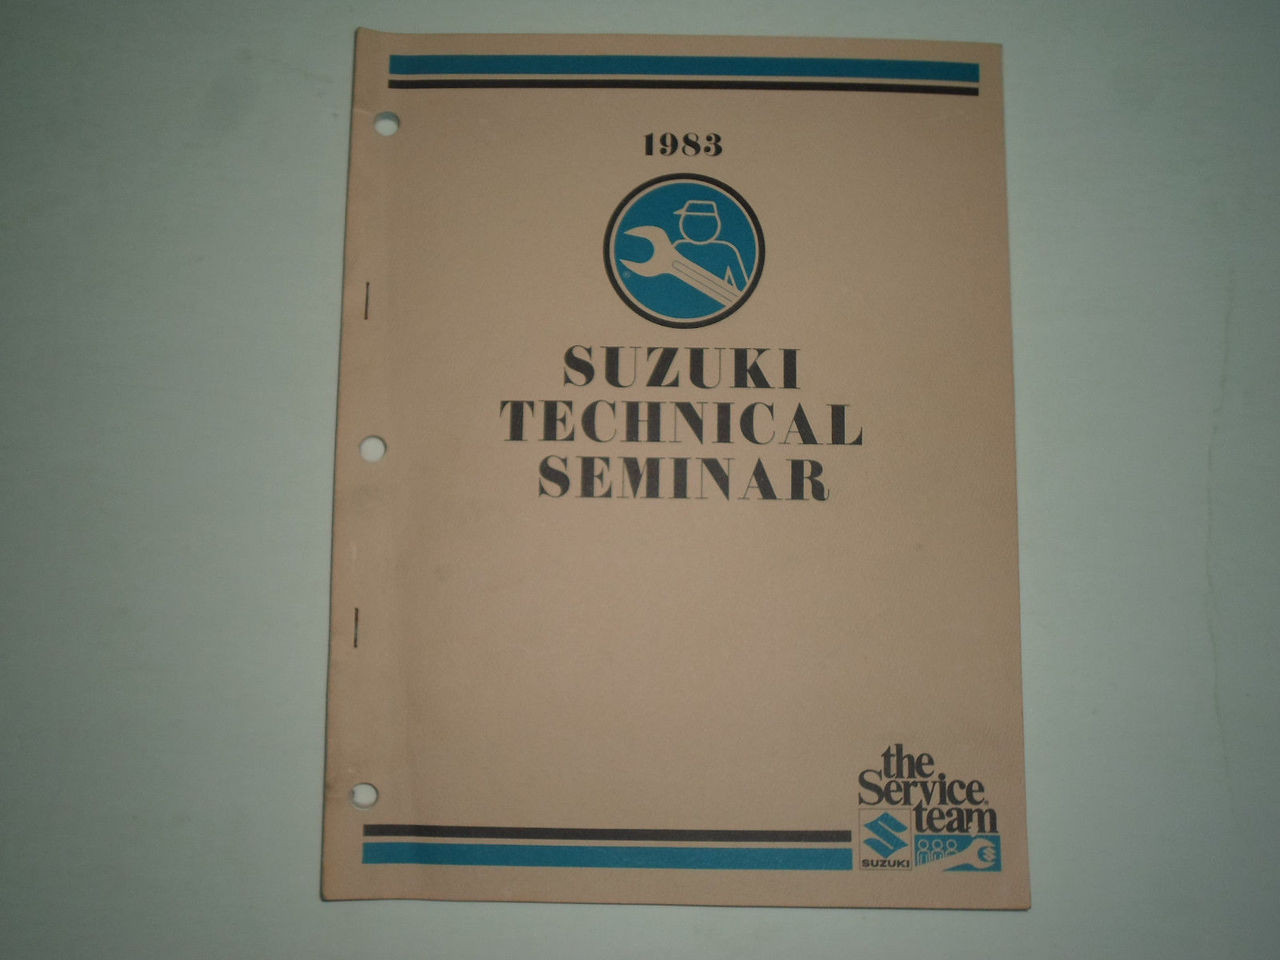 1983
®
SUZUKI
TECHNICAL
SEMINAR
the
Service®
team
SUZUKI